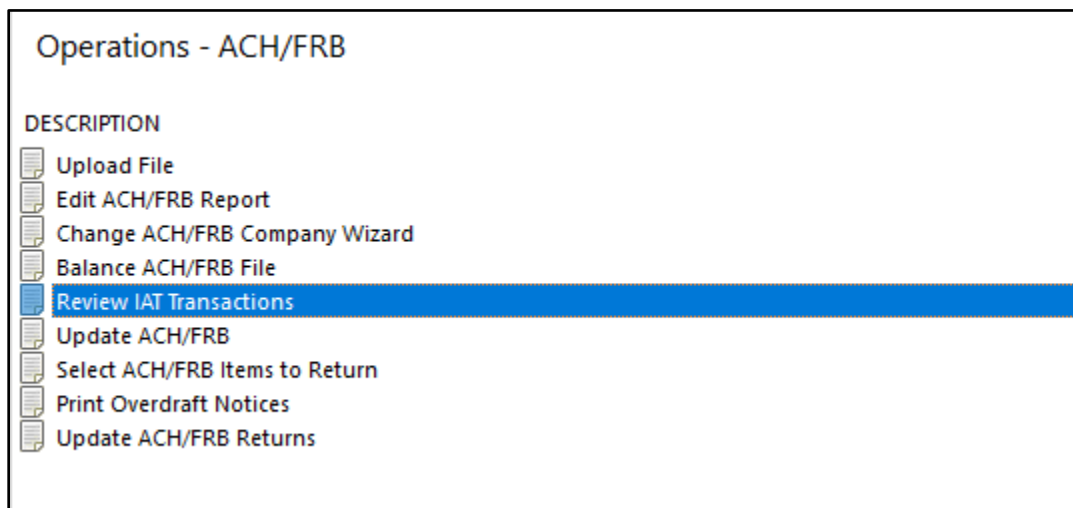 Operations - ACH/FRB
DESCRIPTION
Upload File
Edit ACH/FRB Report
Change ACH/FRB Company Wizard
Balance ACH/FRB File
Review IAT Transactions
Update ACH/FRB
Select ACH/FRB Items to Return
Print Overdraft Notices
Update ACH/FRB Returns